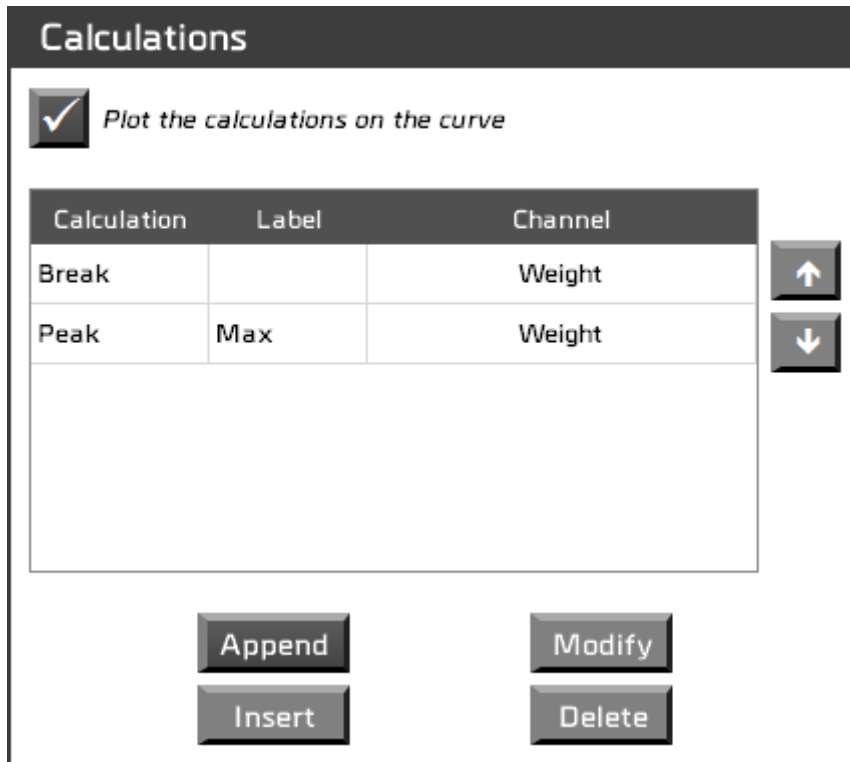 Calculations
Plot the calculations on the curve
Calculation Label Channel
Break Weight
Peak Max Weight
Append Modify
Insert Delete